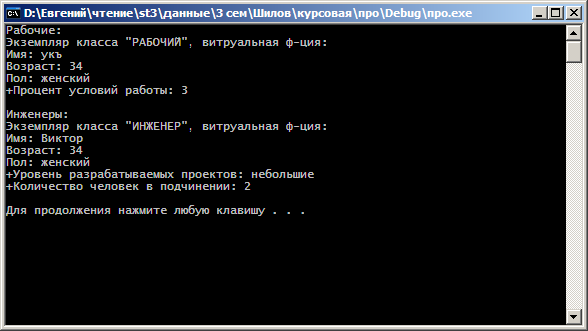 D:\Евгений\чтение\st3\данные\3 сем\Шилов\курсовая\про\Debug\про.exe
Рабочие:
Экземпляр класса "РАБОЧИЙ", витруальная ф-ция:
Имя: укъ
Возраст: 34
Пол: женский
+Процент условий работы: 3
Инженеры:
Экземпляр класса "ИНЖЕНЕР", витруальная ф-ция:
Имя: Виктор
Возраст: 34
Пол: женский
+Уровень разрабатываемых проектов: небольшие
+Количество человек в подчинении: 2
Для продолжения нажмите любую клавишу . . .